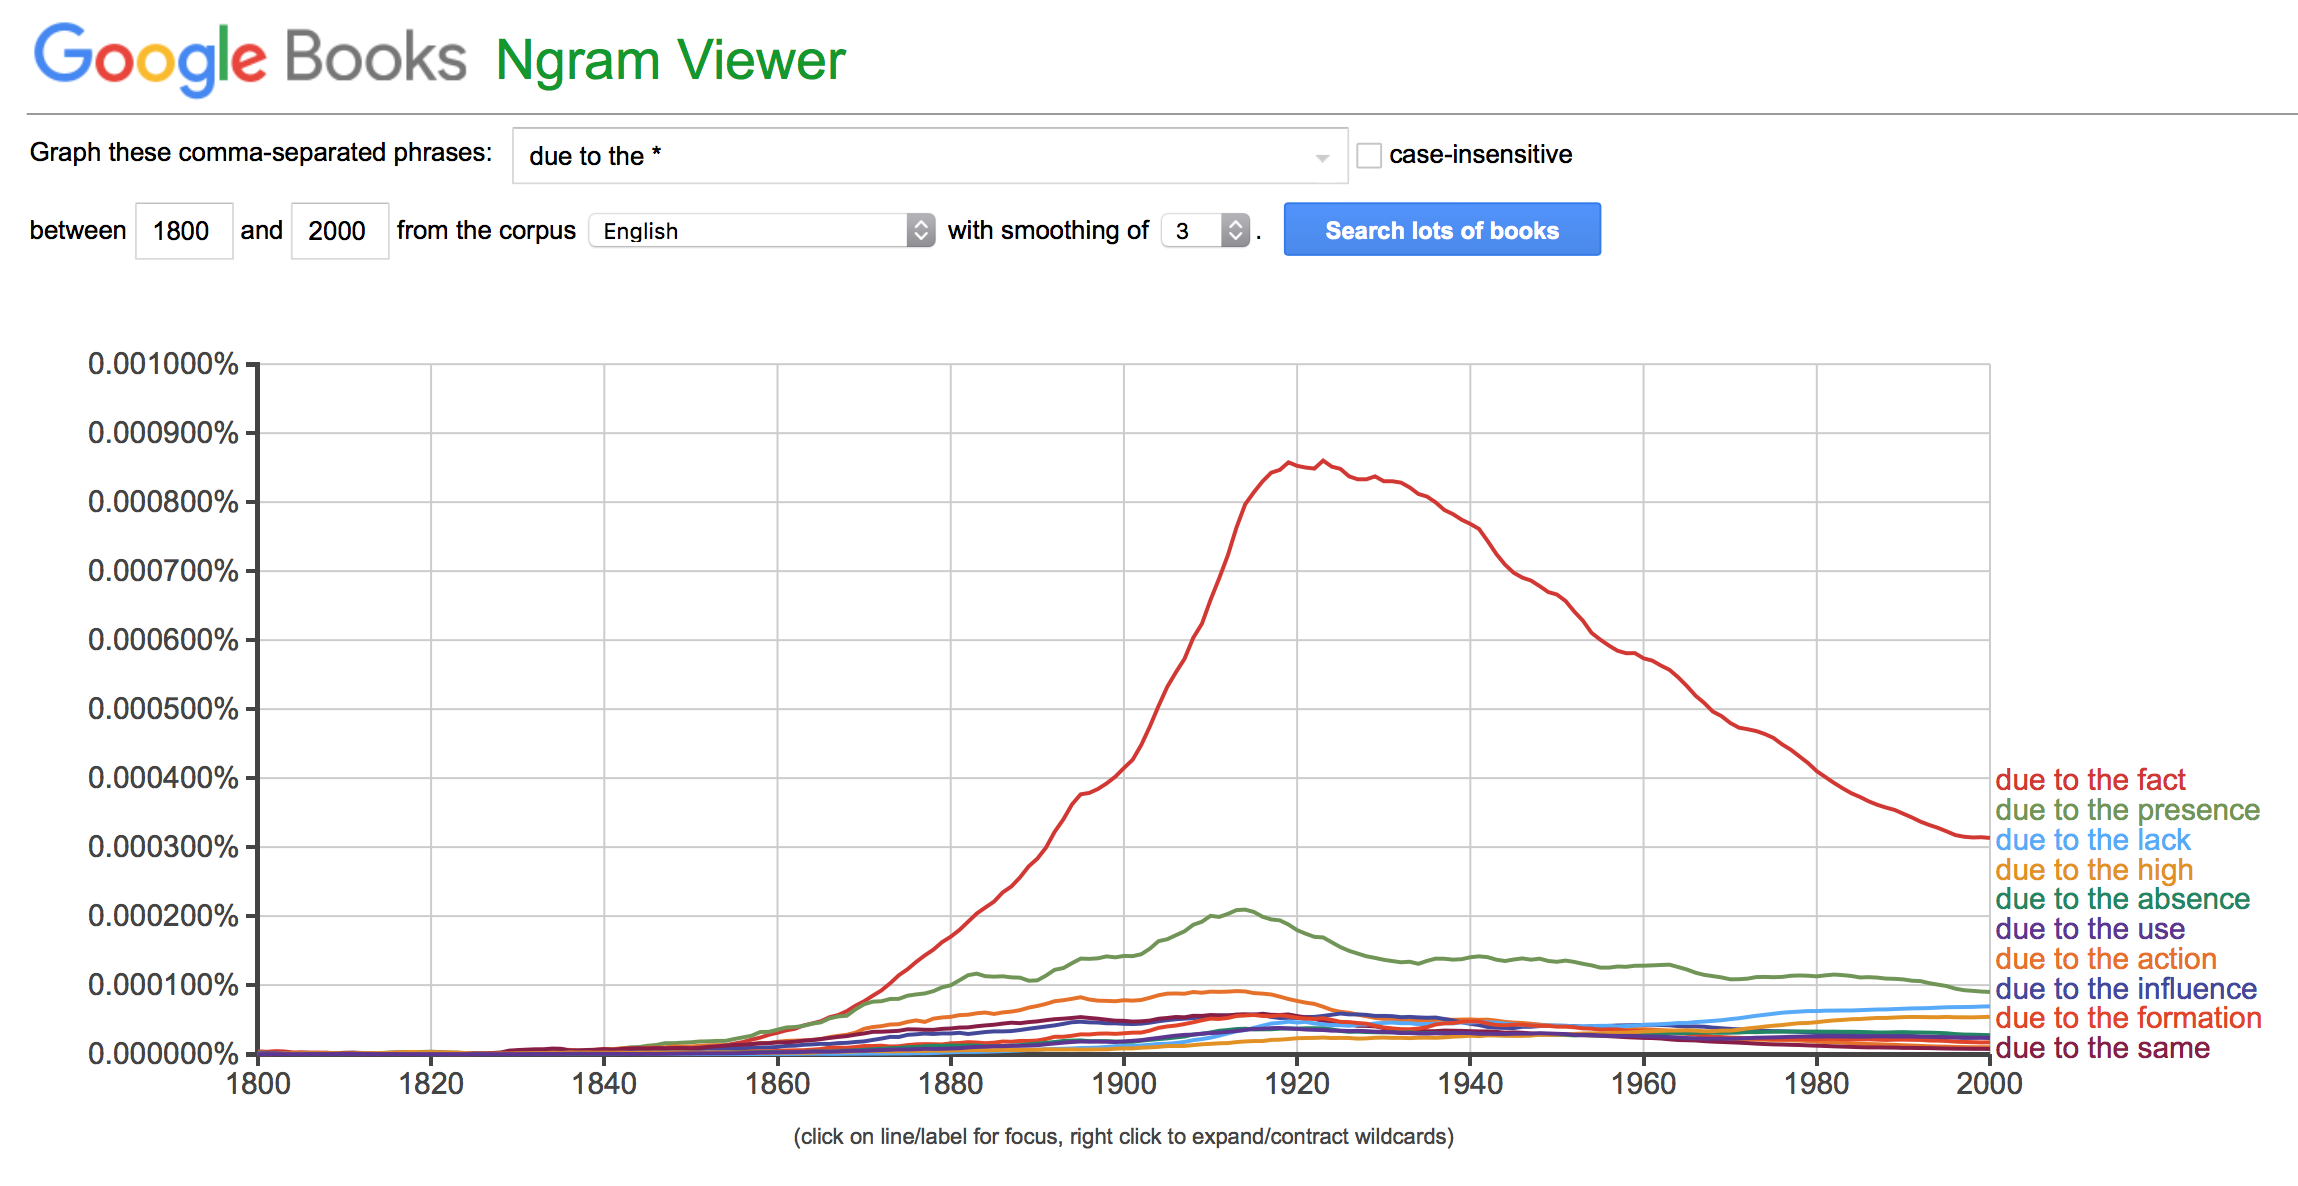 Google Books Ngram Viewer
Graph these comma-separated phrases: due to the * case-insensitive
between 1800 and 2000 from the corpus English with smoothing of 3 . Search lots of books
0.001000%
0.000900%
0.000800%
0.000700%
0.000600%
0.000500%
0.000400%
0.000300%
0.000200%
0.000100%
0.000000%
due to the fact
due to the presence
due to the lack
due to the high
due to the absence
due to the use
due to the action
due to the influence
due to the formation
due to the same
1800 1820 1840 1860 1880 1900 1920 1940 1960 1980 2000
(click on line/label for focus, right click to expand/contract wildcards)